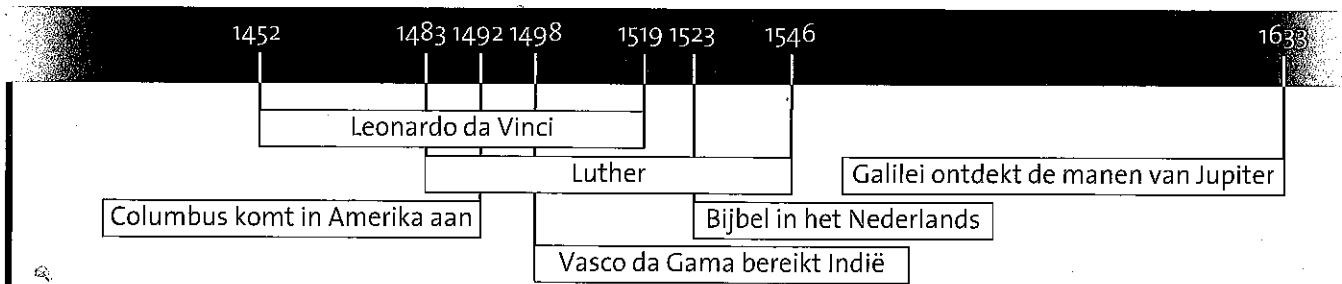 1452 1483 1492 1498 1519 1523 1546 1633
Leonardo da Vinci
Luther
Galilei ontdekt de manen van Jupiter
Columbus komt in Amerika aan
Bijbel in het Nederlands
Vasco da Gama bereikt Indië